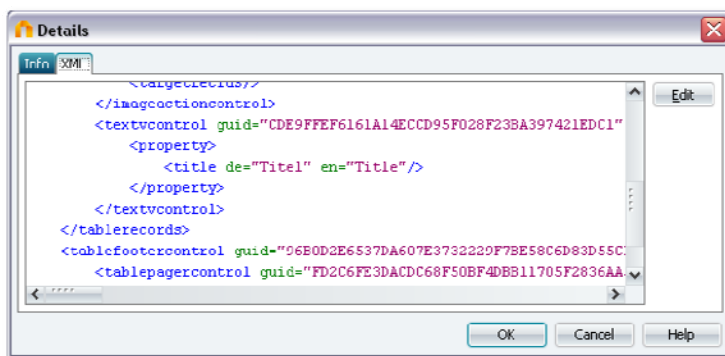 Details
Info XML
</imageactioncontrol>
<textvcontrol guid="CDE9FFEF6161A14ECCD95F028F23BA397421EDC1"
<property>
<title de="Titel" en="Title"/>
</property>
</textvcontrol>
</tablerecords>
<tablefootercontrol guid="96B0D2E6537DA607E3732229F7BE58C6D83D55C
<tablepagercontrol guid="FD2C6FE3DACDC68F50BF4DBB11705F2836AA
Edit
OK Cancel Help